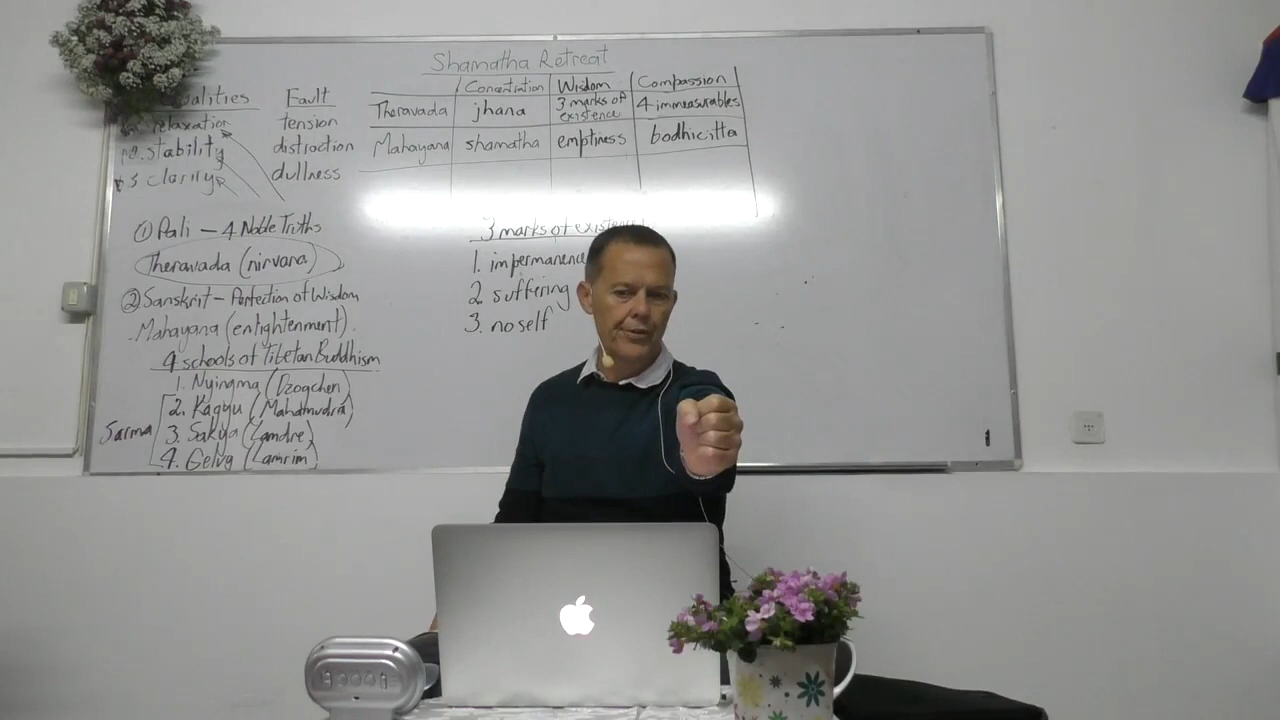 Shamatha Retreat
Concentration Wisdom Compassion
Theravada jhana 3 marks of existence 4 immeasurables
Mahayana shamatha emptiness bodhicitta
Fault
relaxation tension
stability distraction
3 clarity dullness
① Pali – 4 Noble Truths
Theravada (nirvana)
② Sanskrit – Perfection of Wisdom
Mahayana (enlightenment)
4 schools of Tibetan Buddhism
1. Nyingma (Dzogchen)
2. Kagyu (Mahamudra)
Sarma 3. Sakya (Lamdre)
4. Gelug (Lamrim)
3 marks of
1. impermanence
2. suffering
3. no self